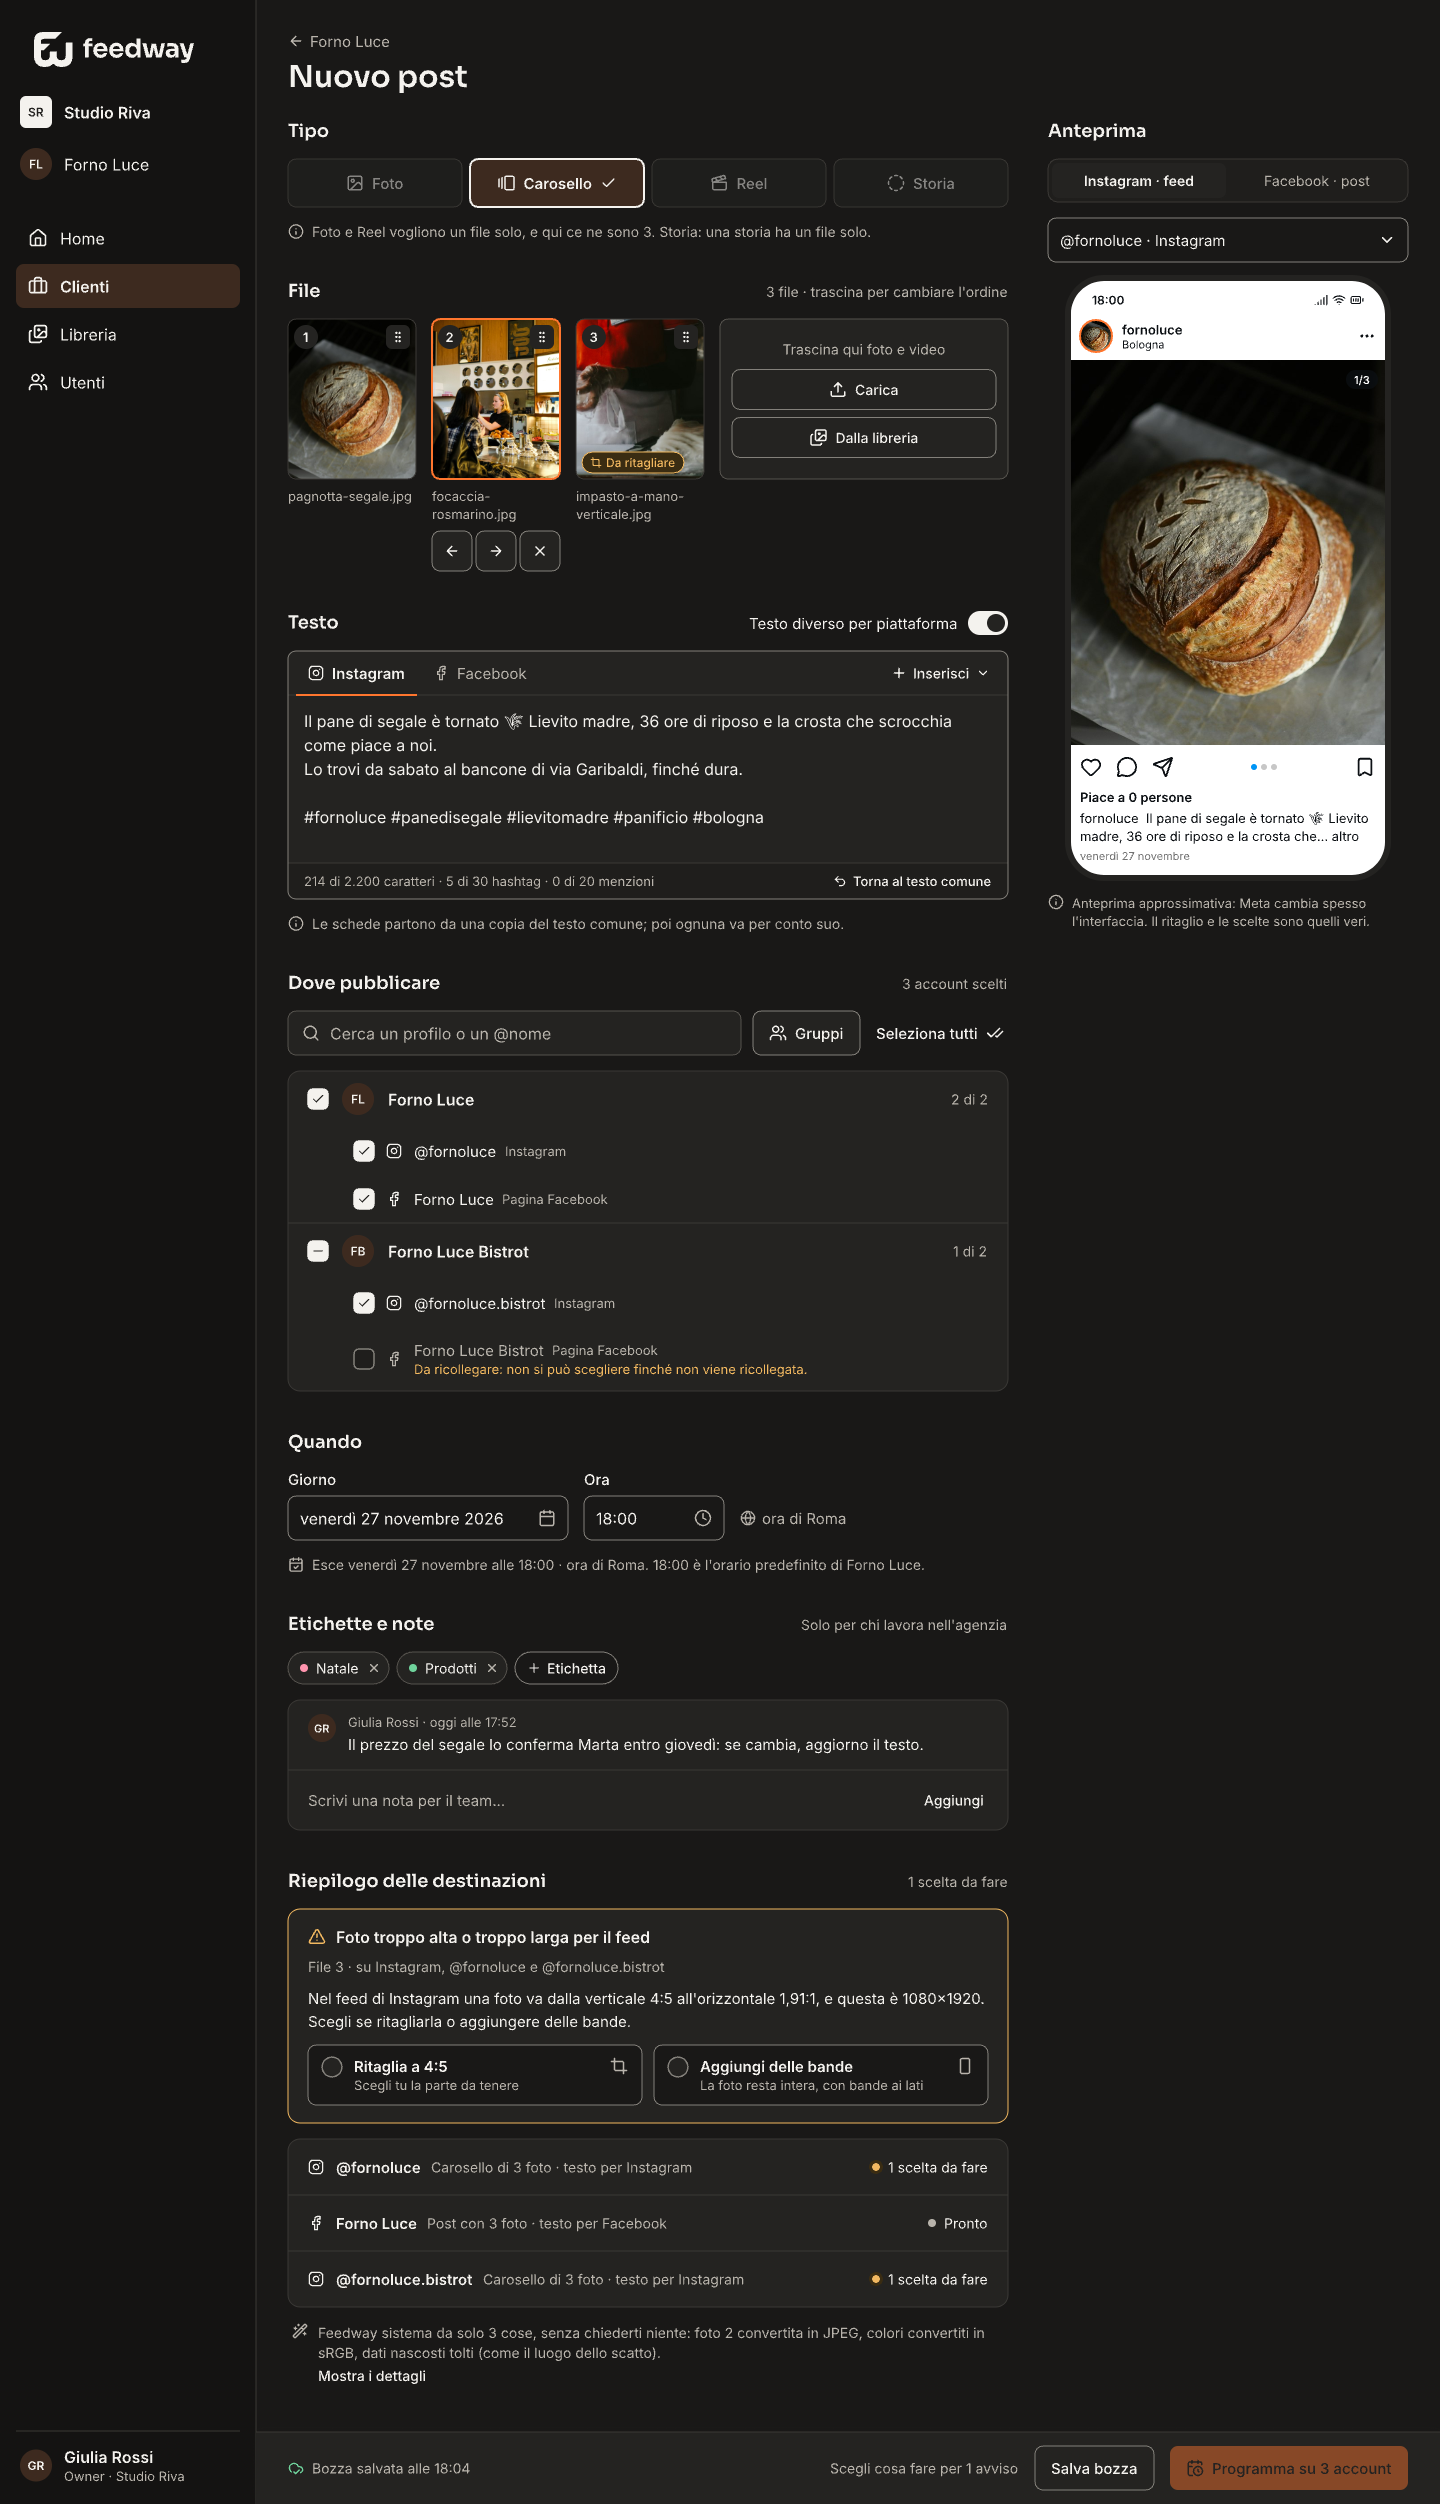 feedway
SR Studio Riva
FL Forno Luce
Home
Clienti
Libreria
Utenti
GR Giulia Rossi
Owner · Studio Riva
Forno Luce
Nuovo post
Tipo
Foto Carosello Reel Storia
Foto e Reel vogliono un file solo, e qui ce ne sono 3. Storia: una storia ha un file solo.
File 3 file · trascina per cambiare l'ordine
1 2 3
Da ritagliare
pagnotta-segale.jpg
focaccia-
rosmarino.jpg
impasto-a-mano-
verticale.jpg
Trascina qui foto e video
Carica
Dalla libreria
Testo Testo diverso per piattaforma
Instagram Facebook Inserisci
Il pane di segale è tornato 🌾 Lievito madre, 36 ore di riposo e la crosta che scrocchia
come piace a noi.
Lo trovi da sabato al bancone di via Garibaldi, finché dura.
#fornoluce #panedisegale #lievitomadre #panificio #bologna
214 di 2.200 caratteri · 5 di 30 hashtag · 0 di 20 menzioni Torna al testo comune
Le schede partono da una copia del testo comune; poi ognuna va per conto suo.
Dove pubblicare 3 account scelti
Cerca un profilo o un @nome Gruppi Seleziona tutti
FL Forno Luce 2 di 2
@fornoluce Instagram
Forno Luce Pagina Facebook
FB Forno Luce Bistrot 1 di 2
@fornoluce.bistrot Instagram
Forno Luce Bistrot Pagina Facebook
Da ricollegare: non si può scegliere finché non viene ricollegata.
Quando
Giorno Ora
venerdì 27 novembre 2026 18:00 ora di Roma
Esce venerdì 27 novembre alle 18:00 · ora di Roma. 18:00 è l'orario predefinito di Forno Luce.
Etichette e note Solo per chi lavora nell'agenzia
Natale Prodotti Etichetta
GR Giulia Rossi · oggi alle 17:52
Il prezzo del segale lo conferma Marta entro giovedì: se cambia, aggiorno il testo.
Scrivi una nota per il team... Aggiungi
Riepilogo delle destinazioni 1 scelta da fare
Foto troppo alta o troppo larga per il feed
File 3 · su Instagram, @fornoluce e @fornoluce.bistrot
Nel feed di Instagram una foto va dalla verticale 4:5 all'orizzontale 1,91:1, e questa è 1080×1920.
Scegli se ritagliarla o aggiungere delle bande.
Ritaglia a 4:5
Scegli tu la parte da tenere
Aggiungi delle bande
La foto resta intera, con bande ai lati
@fornoluce Carosello di 3 foto · testo per Instagram 1 scelta da fare
Forno Luce Post con 3 foto · testo per Facebook Pronto
@fornoluce.bistrot Carosello di 3 foto · testo per Instagram 1 scelta da fare
Feedway sistema da solo 3 cose, senza chiederti niente: foto 2 convertita in JPEG, colori convertiti in
sRGB, dati nascosti tolti (come il luogo dello scatto).
Mostra i dettagli
Anteprima
Instagram · feed Facebook · post
@fornoluce · Instagram
18:00
fornoluce
Bologna
1/3
Piace a 0 persone
fornoluce Il pane di segale è tornato 🌾 Lievito
madre, 36 ore di riposo e la crosta che... altro
venerdì 27 novembre
Anteprima approssimativa: Meta cambia spesso
l'interfaccia. Il ritaglio e le scelte sono quelli veri.
Bozza salvata alle 18:04 Scegli cosa fare per 1 avviso Salva bozza Programma su 3 account